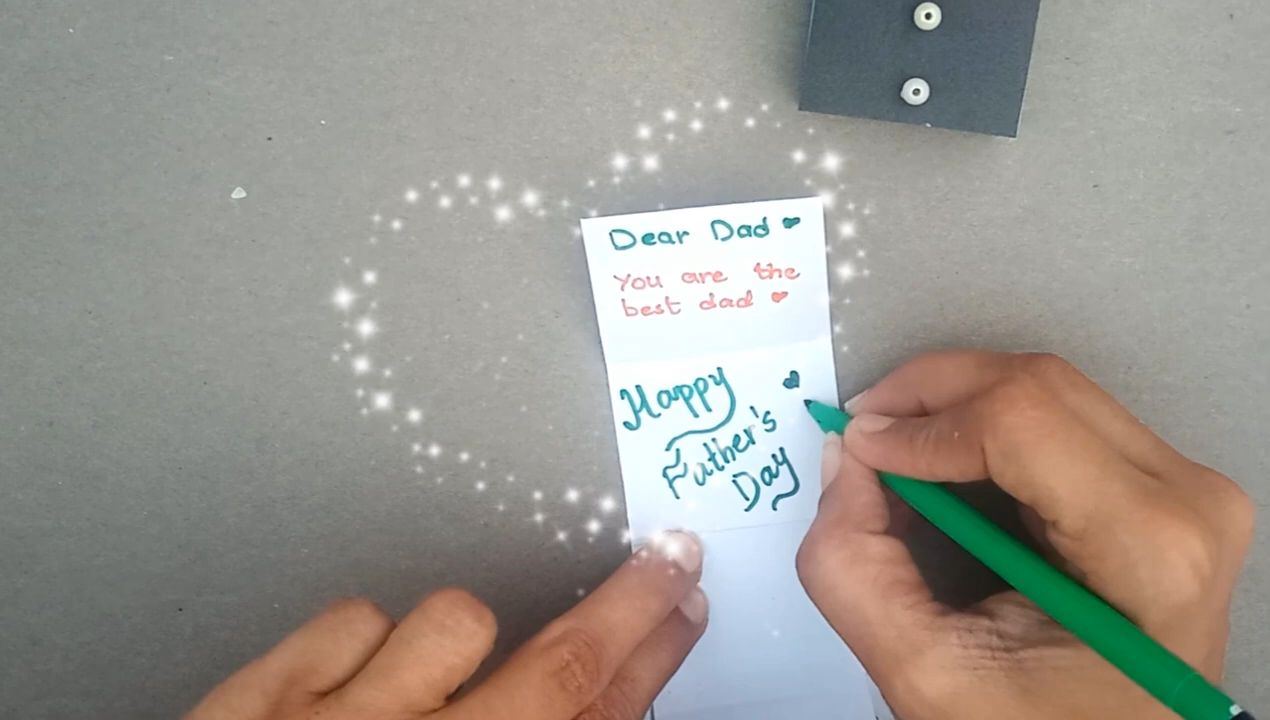 Dear Dad
You are the
best dad
Happy
Father's
Day